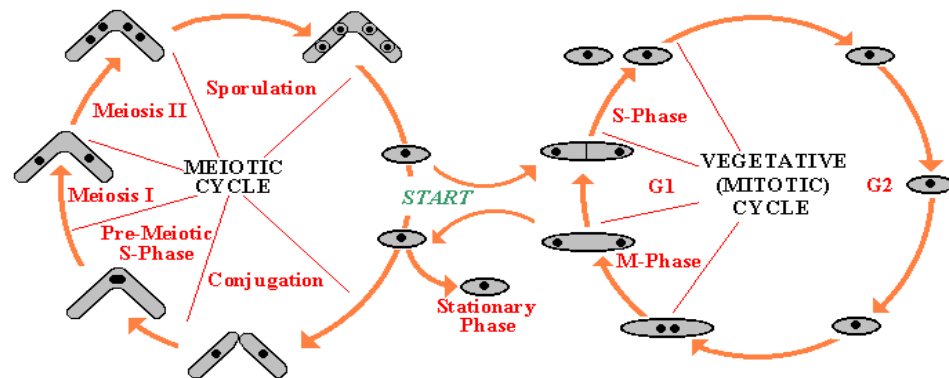 Sporulation
Meiosis II
MEIOTIC
CYCLE
Meiosis I
Pre-Meiotic
S-Phase
Conjugation
START
Stationary
Phase
S-Phase
G1
VEGETATIVE
(MITOTIC)
CYCLE
G2
M-Phase